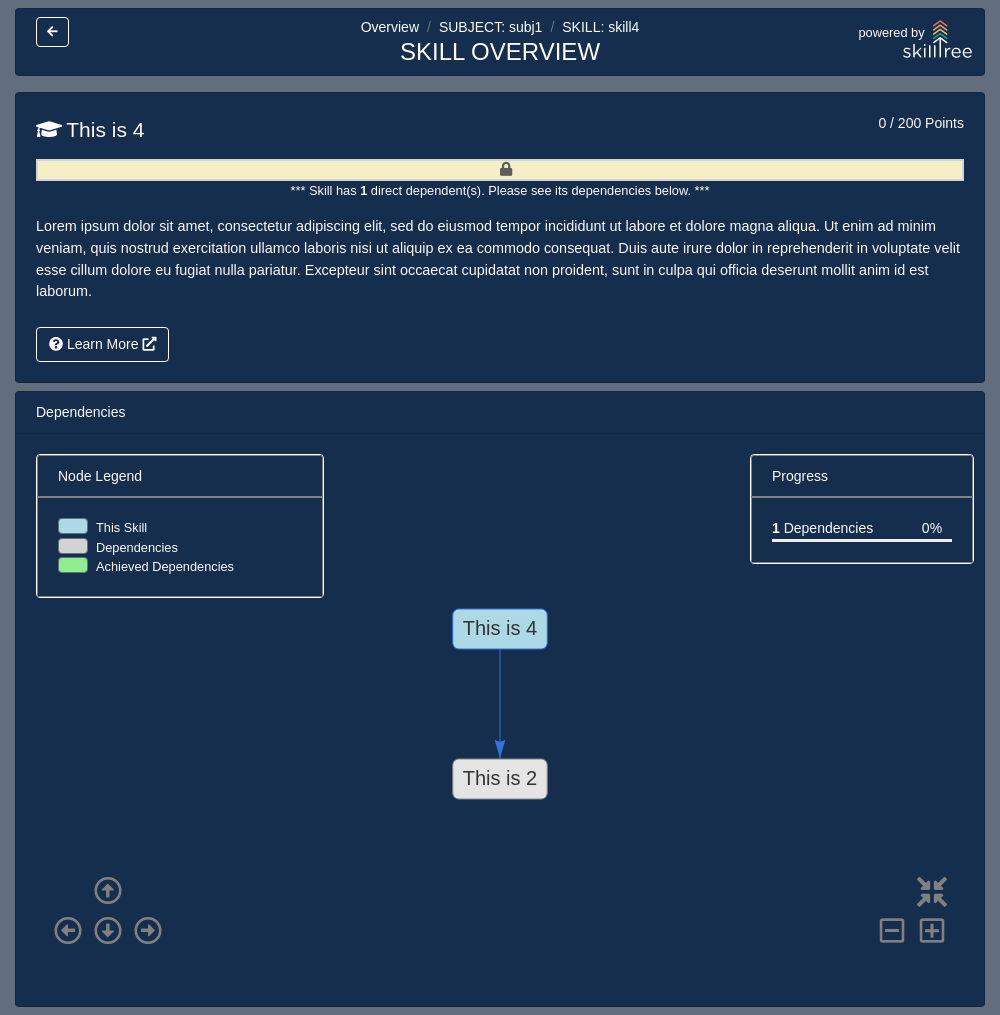 Overview / SUBJECT: subj1 / SKILL: skill4
SKILL OVERVIEW
powered by
skilltree
This is 4
0 / 200 Points
*** Skill has 1 direct dependent(s). Please see its dependencies below. ***
Lorem ipsum dolor sit amet, consectetur adipiscing elit, sed do eiusmod tempor incididunt ut labore et dolore magna aliqua. Ut enim ad minim
veniam, quis nostrud exercitation ullamco laboris nisi ut aliquip ex ea commodo consequat. Duis aute irure dolor in reprehenderit in voluptate velit
esse cillum dolore eu fugiat nulla pariatur. Excepteur sint occaecat cupidatat non proident, sunt in culpa qui officia deserunt mollit anim id est
laborum.
Learn More
Dependencies
Node Legend
This Skill
Dependencies
Achieved Dependencies
Progress
1 Dependencies 0%
This is 4
This is 2